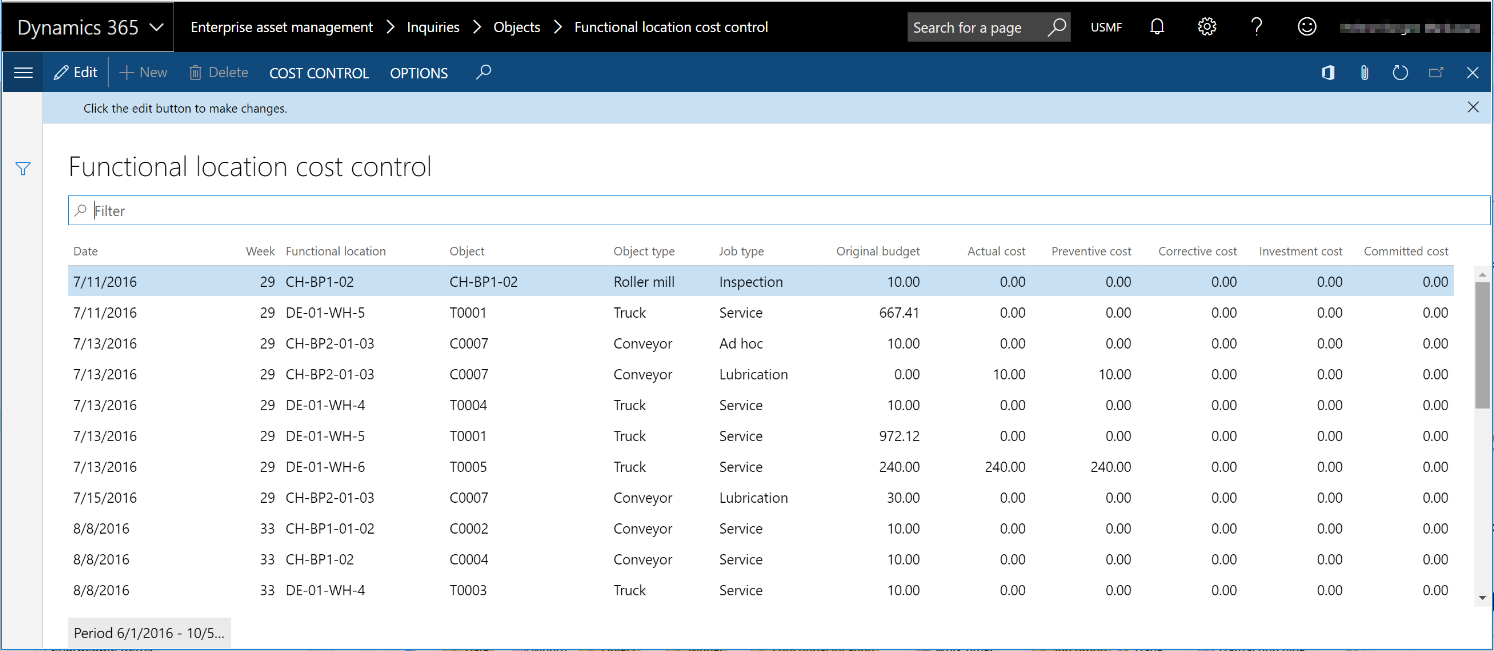 Dynamics 365 Enterprise asset management Inquiries Objects Functional location cost control Search for a page USMF ?
Edit New Delete COST CONTROL OPTIONS
Click the edit button to make changes.
Functional location cost control
Filter
Date Week Functional location Object Object type Job type Original budget Actual cost Preventive cost Corrective cost Investment cost Committed cost
7/11/2016 29 CH-BP1-02 CH-BP1-02 Roller mill Inspection 10.00 0.00 0.00 0.00 0.00 0.00
7/11/2016 29 DE-01-WH-5 T0001 Truck Service 667.41 0.00 0.00 0.00 0.00 0.00
7/13/2016 29 CH-BP2-01-03 C0007 Conveyor Ad hoc 10.00 0.00 0.00 0.00 0.00 0.00
7/13/2016 29 CH-BP2-01-03 C0007 Conveyor Lubrication 0.00 10.00 10.00 0.00 0.00 0.00
7/13/2016 29 DE-01-WH-4 T0004 Truck Service 10.00 0.00 0.00 0.00 0.00 0.00
7/13/2016 29 DE-01-WH-5 T0001 Truck Service 972.12 0.00 0.00 0.00 0.00 0.00
7/13/2016 29 DE-01-WH-6 T0005 Truck Service 240.00 240.00 240.00 0.00 0.00 0.00
7/15/2016 29 CH-BP2-01-03 C0007 Conveyor Lubrication 30.00 0.00 0.00 0.00 0.00 0.00
8/8/2016 33 CH-BP1-01-02 C0002 Conveyor Service 10.00 0.00 0.00 0.00 0.00 0.00
8/8/2016 33 CH-BP1-02 C0004 Conveyor Service 10.00 0.00 0.00 0.00 0.00 0.00
8/8/2016 33 DE-01-WH-4 T0003 Truck Service 10.00 0.00 0.00 0.00 0.00 0.00
Period 6/1/2016 - 10/5...